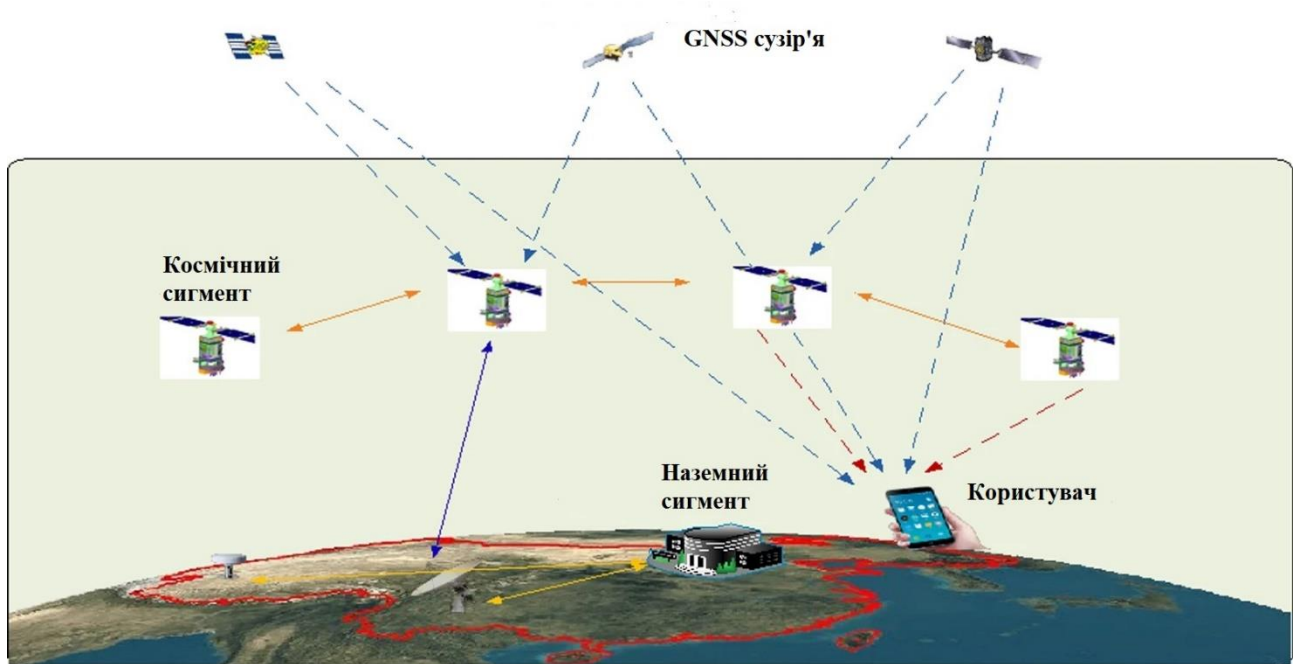 GNSS сузір'я
Космічний
сигмент
Наземний
сигмент
Користувач